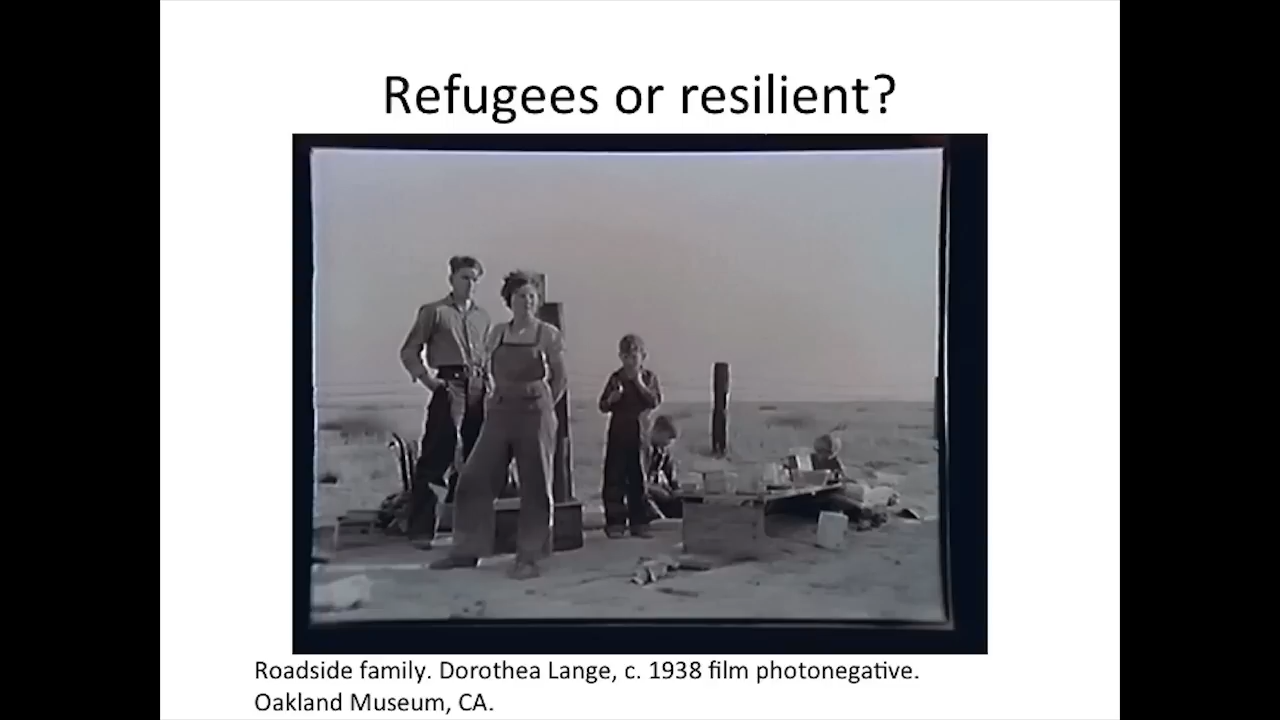 Refugees or resilient?
Roadside family. Dorothea Lange, c. 1938 film photonegative.
Oakland Museum, CA.